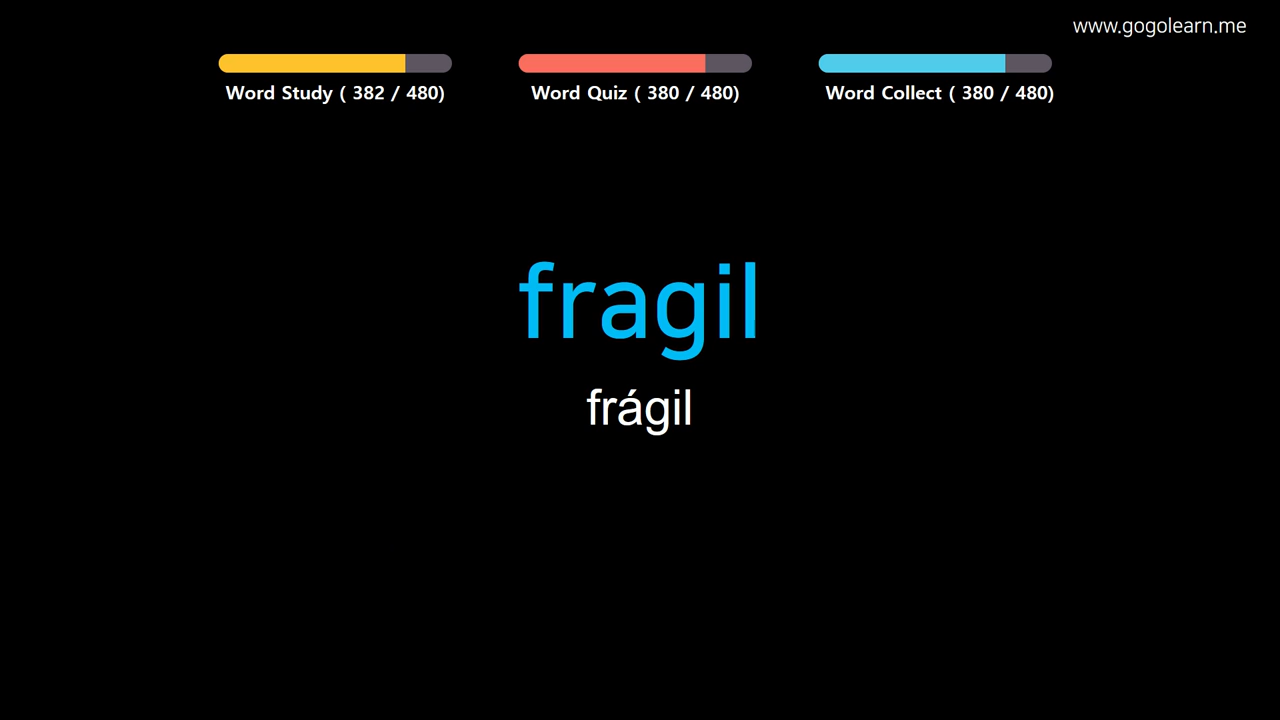 www.gogolearn.me
Word Study ( 382 / 480)
Word Quiz ( 380 / 480)
Word Collect ( 380 / 480)
fragil
frágil